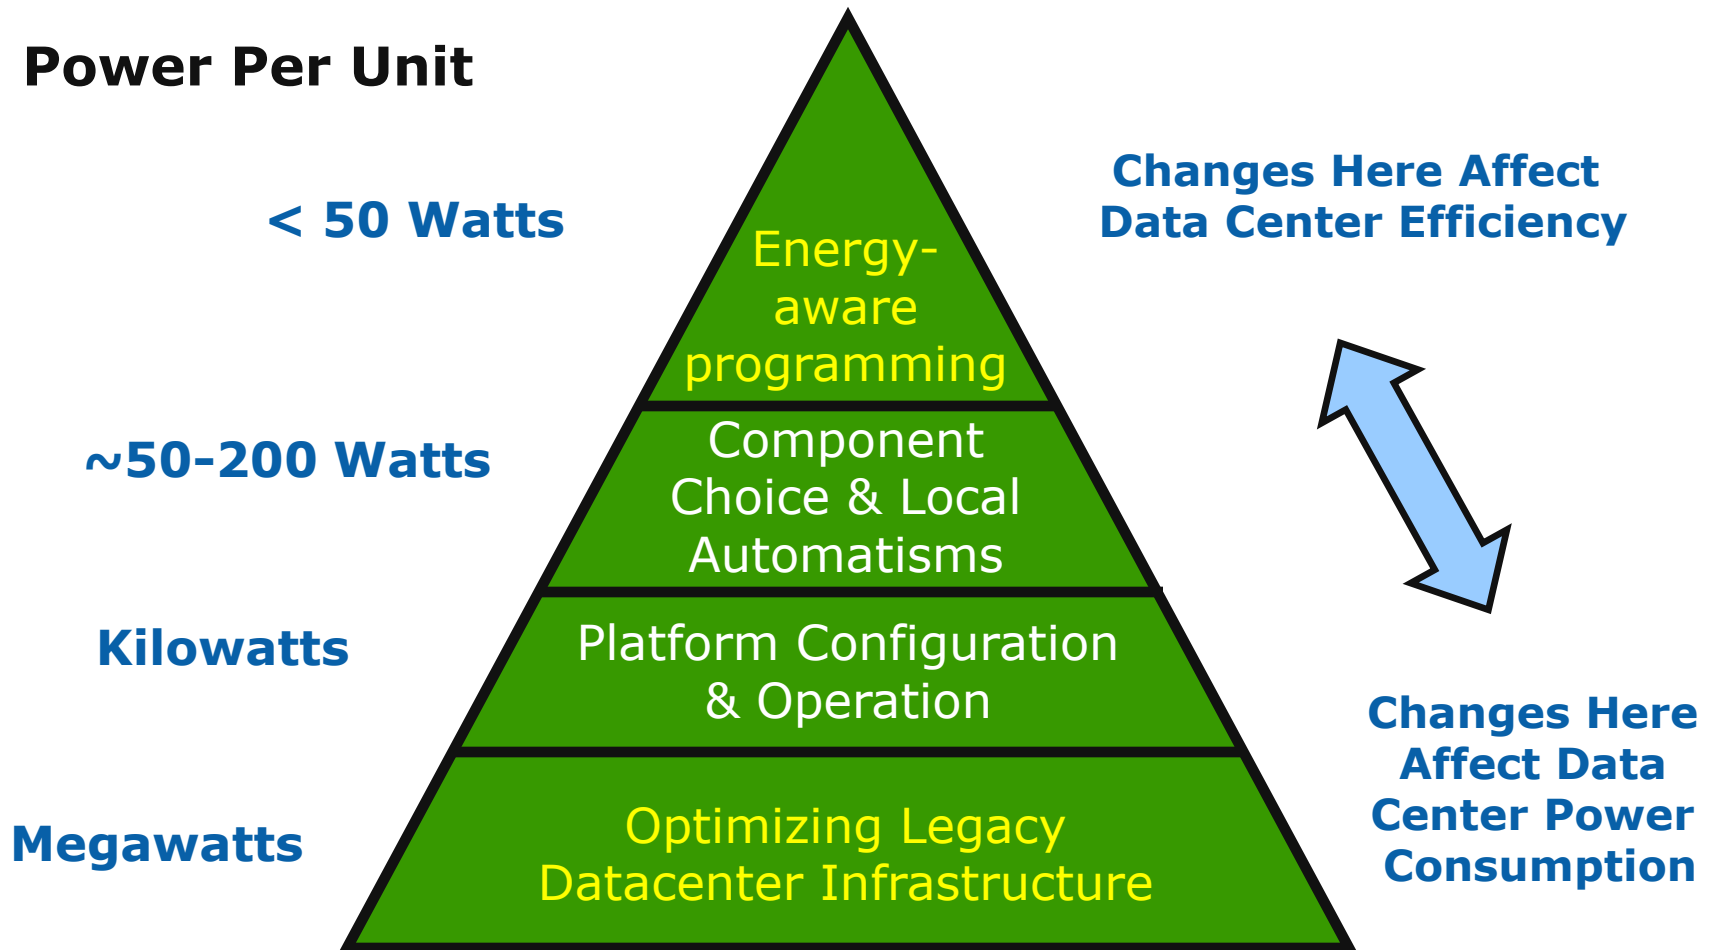 Power Per Unit
< 50 Watts
~50-200 Watts
Kilowatts
Megawatts
Energy-
aware
programming
Component
Choice & Local
Automatisms
Platform Configuration
& Operation
Optimizing Legacy
Datacenter Infrastructure
Changes Here Affect
Data Center Efficiency
Changes Here
Affect Data
Center Power
Consumption